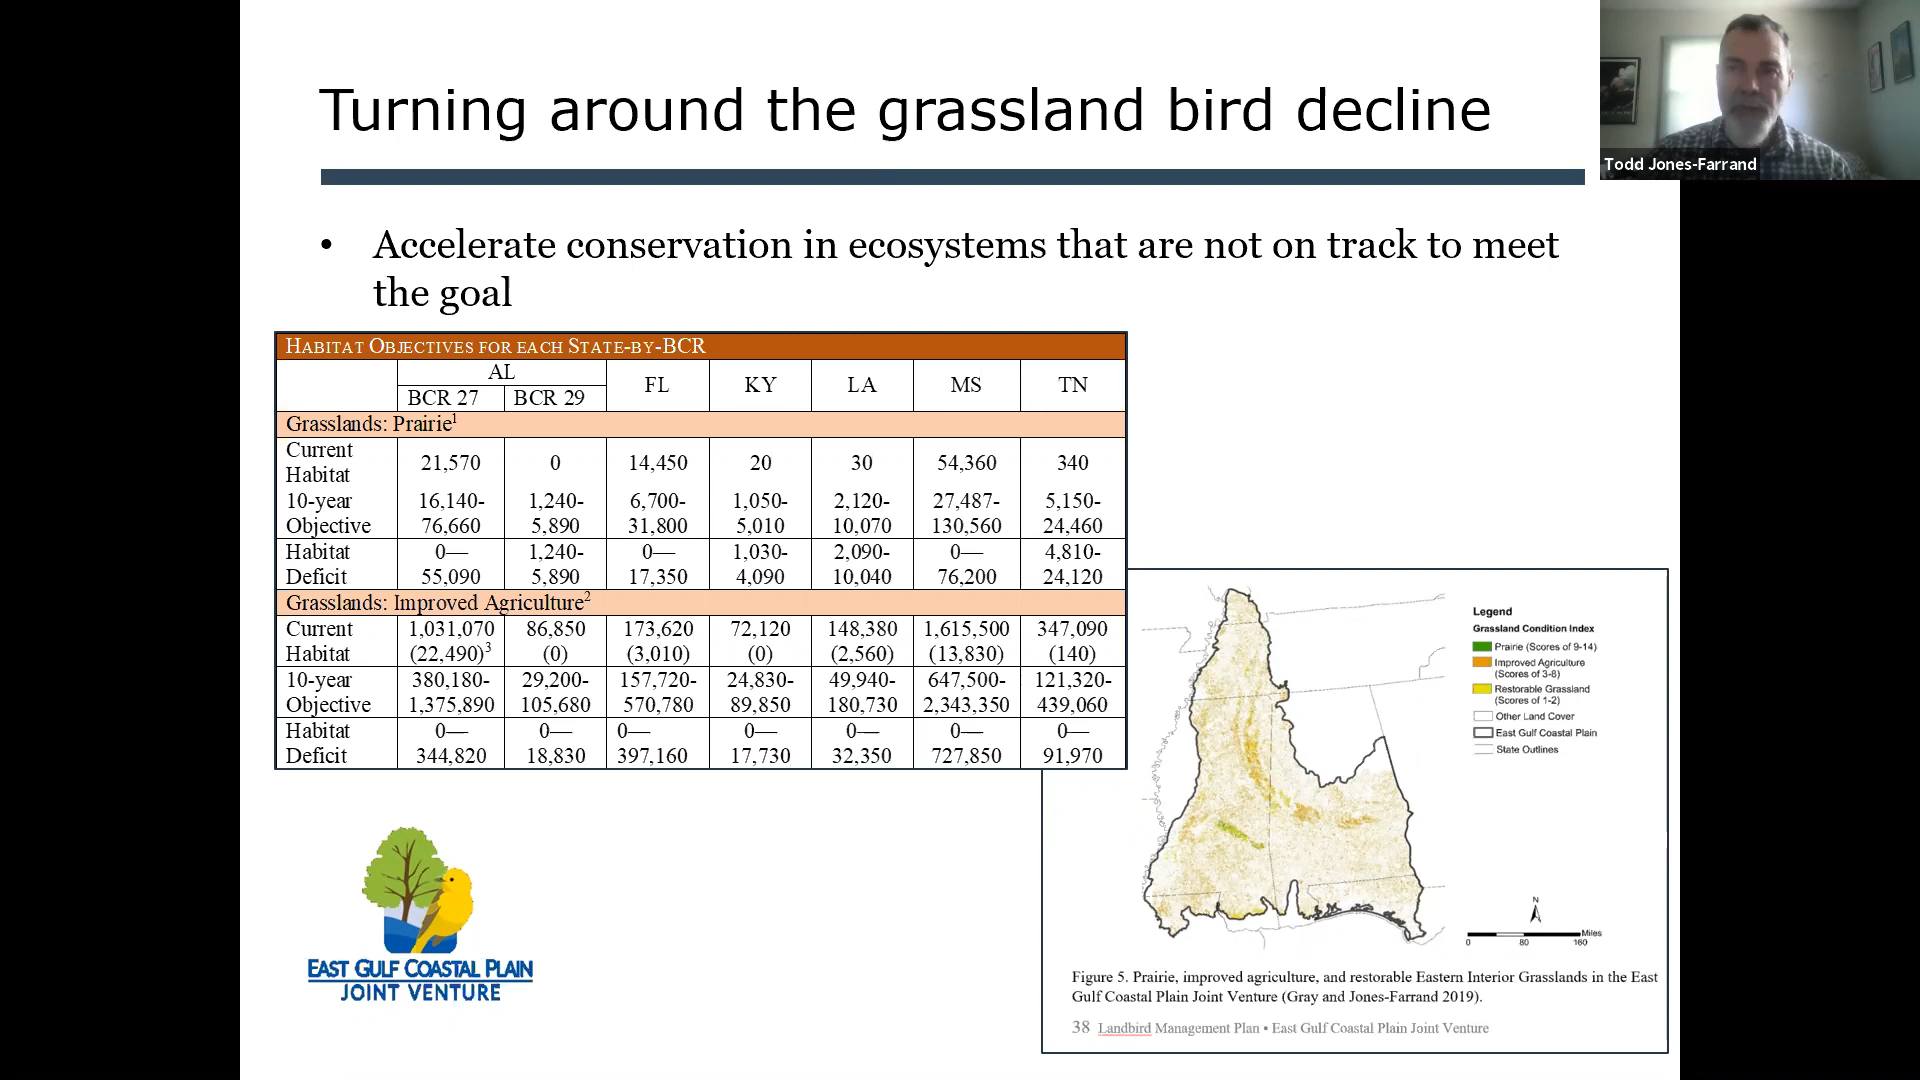 Turning around the grassland bird decline
Todd Jones-Farrand
• Accelerate conservation in ecosystems that are not on track to meet
the goal
HABITAT OBJECTIVES FOR EACH STATE-BY-BCR
AL FL KY LA MS TN
BCR 27 BCR 29
Grasslands: Prairie1
Current
Habitat 21,570 0 14,450 20 30 54,360 340
10-year 16,140- 1,240- 6,700- 1,050- 2,120- 27,487- 5,150-
Objective 76,660 5,890 31,800 5,010 10,070 130,560 24,460
Habitat 0— 1,240- 0— 1,030- 2,090- 0— 4,810-
Deficit 55,090 5,890 17,350 4,090 10,040 76,200 24,120
Grasslands: Improved Agriculture2
Current 1,031,070 86,850 173,620 72,120 148,380 1,615,500 347,090
Habitat (22,490)3 (0) (3,010) (0) (2,560) (13,830) (140)
10-year 380,180- 29,200- 157,720- 24,830- 49,940- 647,500- 121,320-
Objective 1,375,890 105,680 570,780 89,850 180,730 2,343,350 439,060
Habitat 0— 0— 0— 0— 0— 0— 0—
Deficit 344,820 18,830 397,160 17,730 32,350 727,850 91,970
Legend
Grassland Condition Index
Prairie (Scores of 9-14)
Improved Agriculture
(Scores of 3-8)
Restorable Grassland
(Scores of 1-2)
Other Land Cover
East Gulf Coastal Plain
State Outlines
N
Miles
0 80 160
EAST GULF COASTAL PLAIN
JOINT VENTURE
Figure 5. Prairie, improved agriculture, and restorable Eastern Interior Grasslands in the East
Gulf Coastal Plain Joint Venture (Gray and Jones-Farrand 2019).
38 Landbird Management Plan ▪ East Gulf Coastal Plain Joint Venture